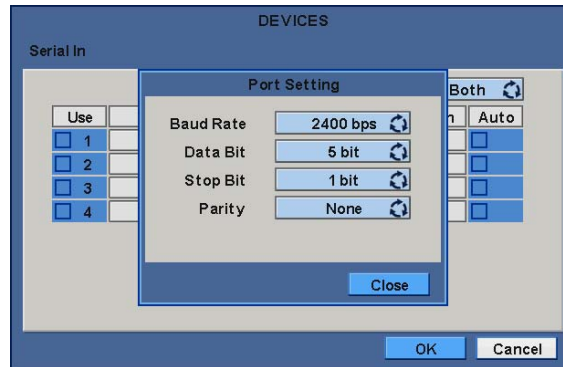 DEVICES
Serial In
Port Setting
Both
Use
n Auto
Baud Rate 2400 bps
1
Data Bit 5 bit
2
Stop Bit 1 bit
3
Parity None
4
Close
OK Cancel